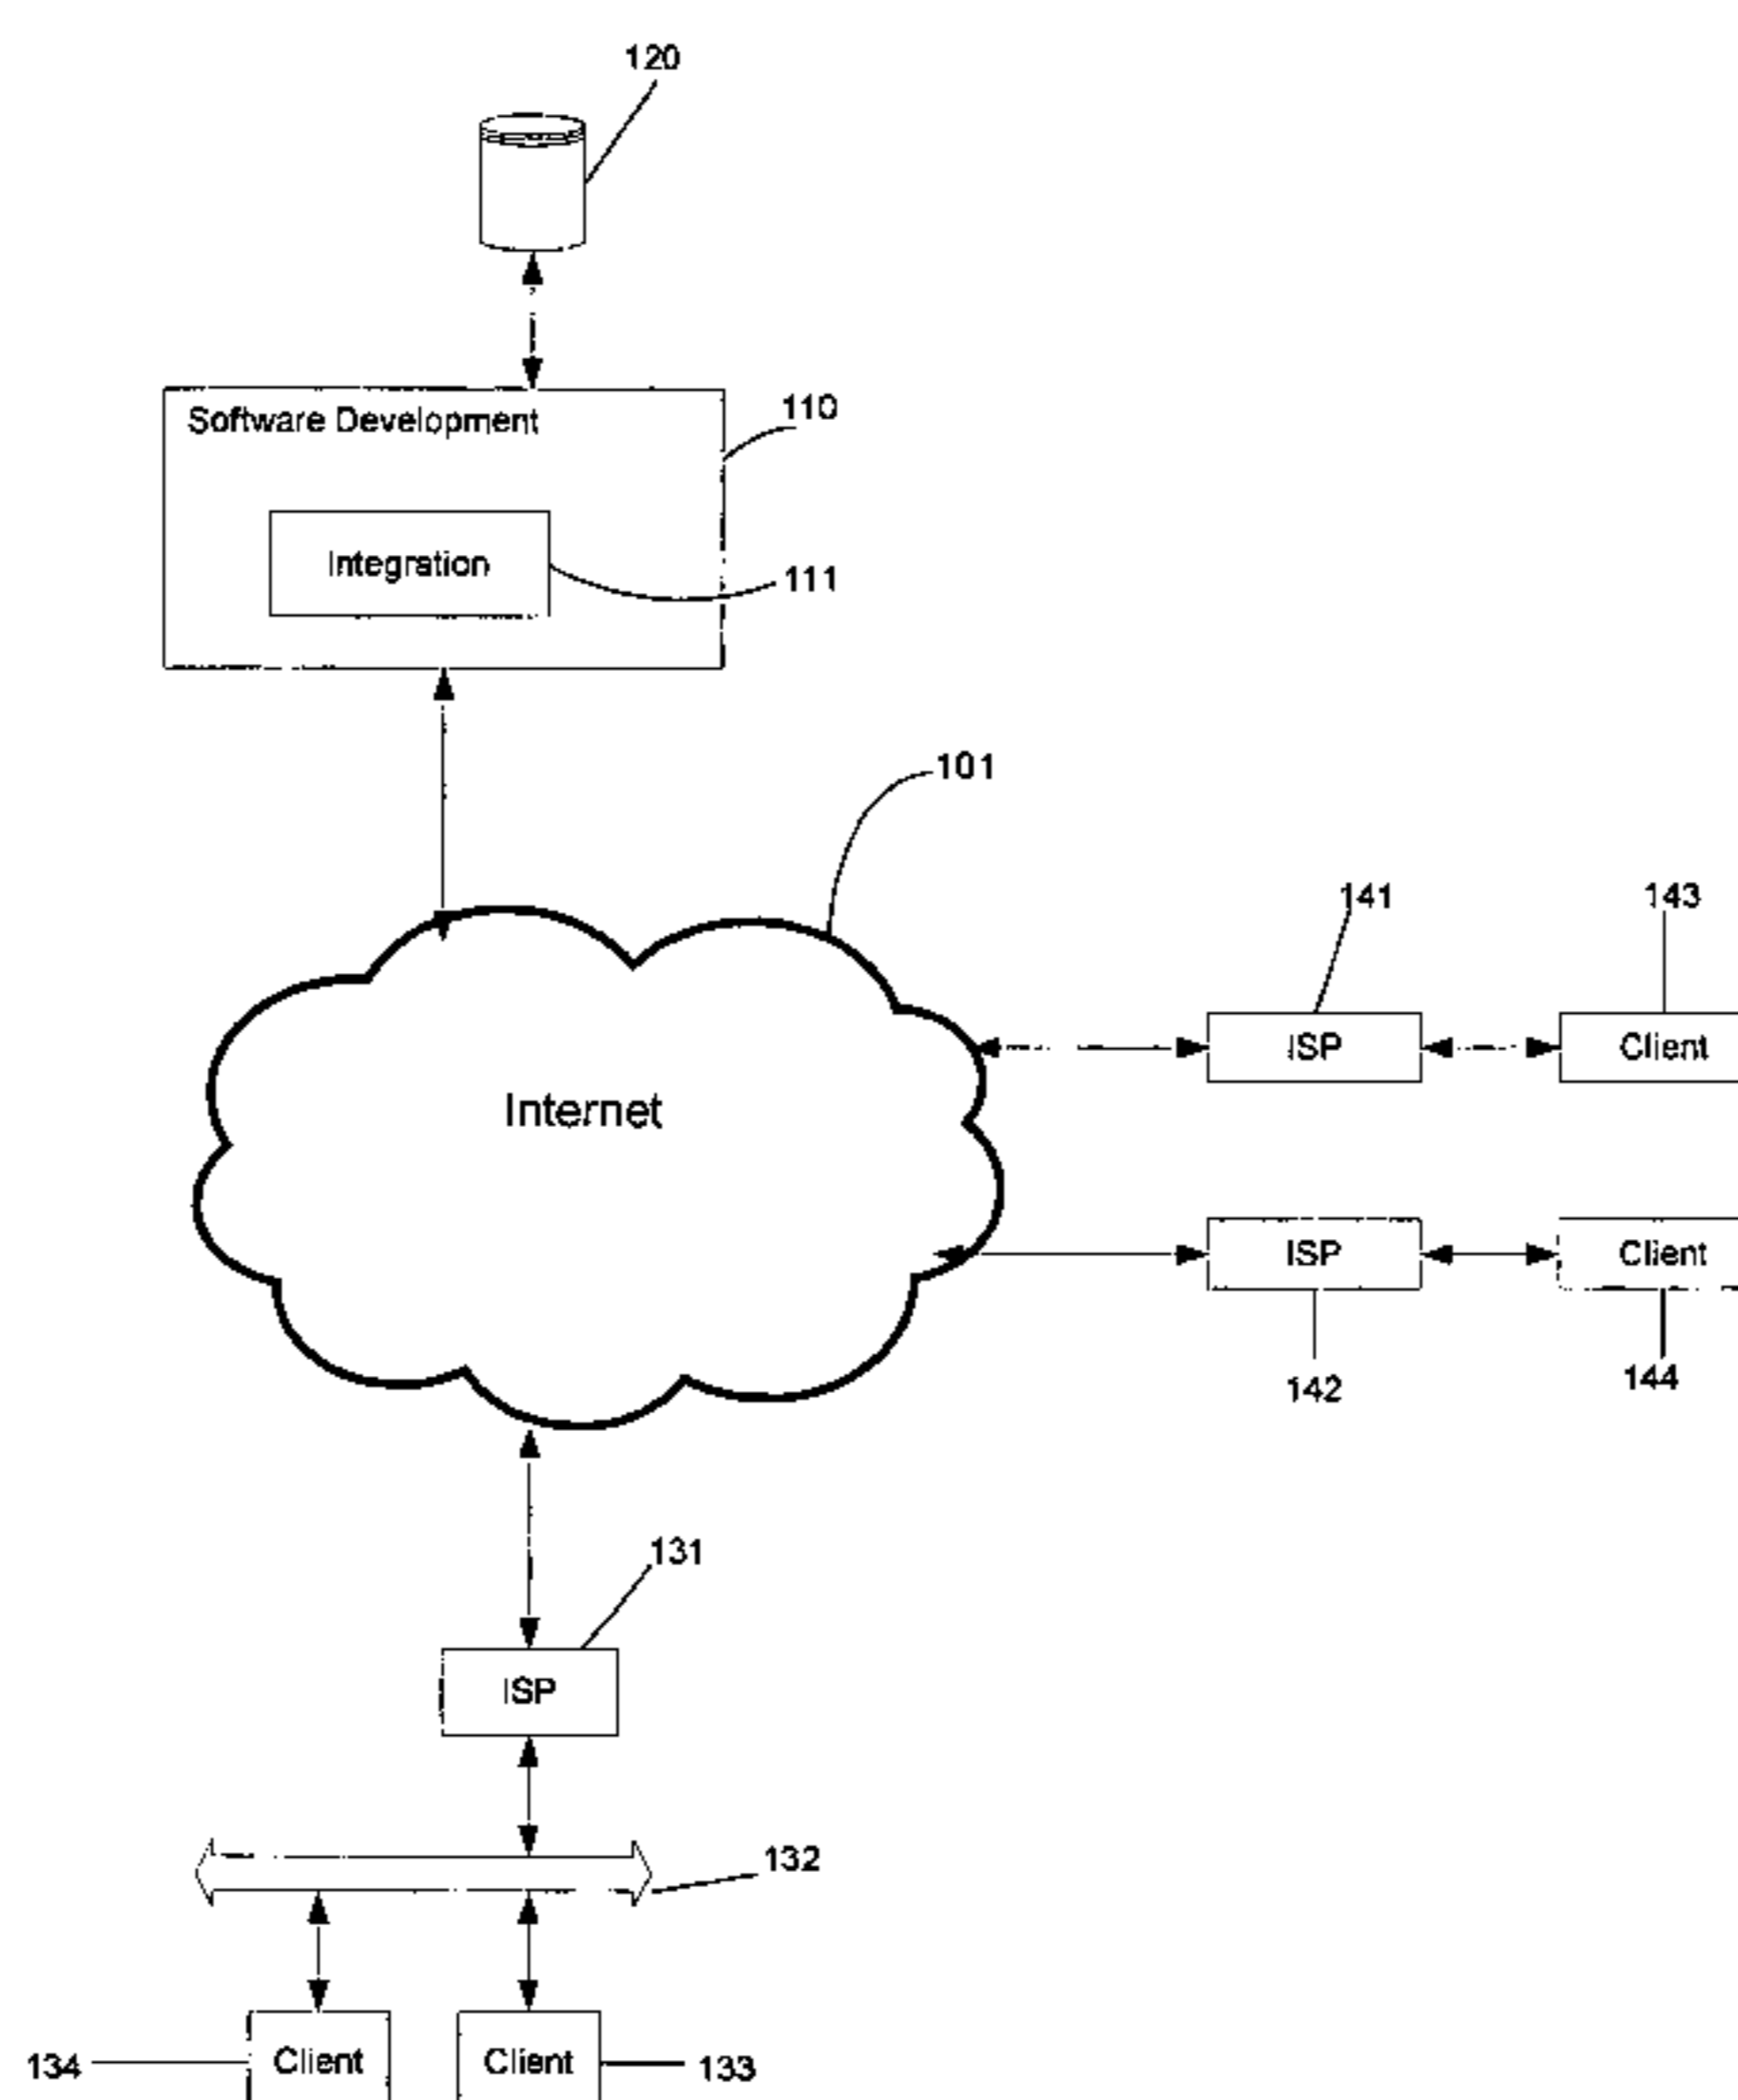 120
Software Development
110
Integration
111
101
141
143
ISP
Client
Internet
ISP
Client
142
144
131
ISP
132
134
Client
Client
133